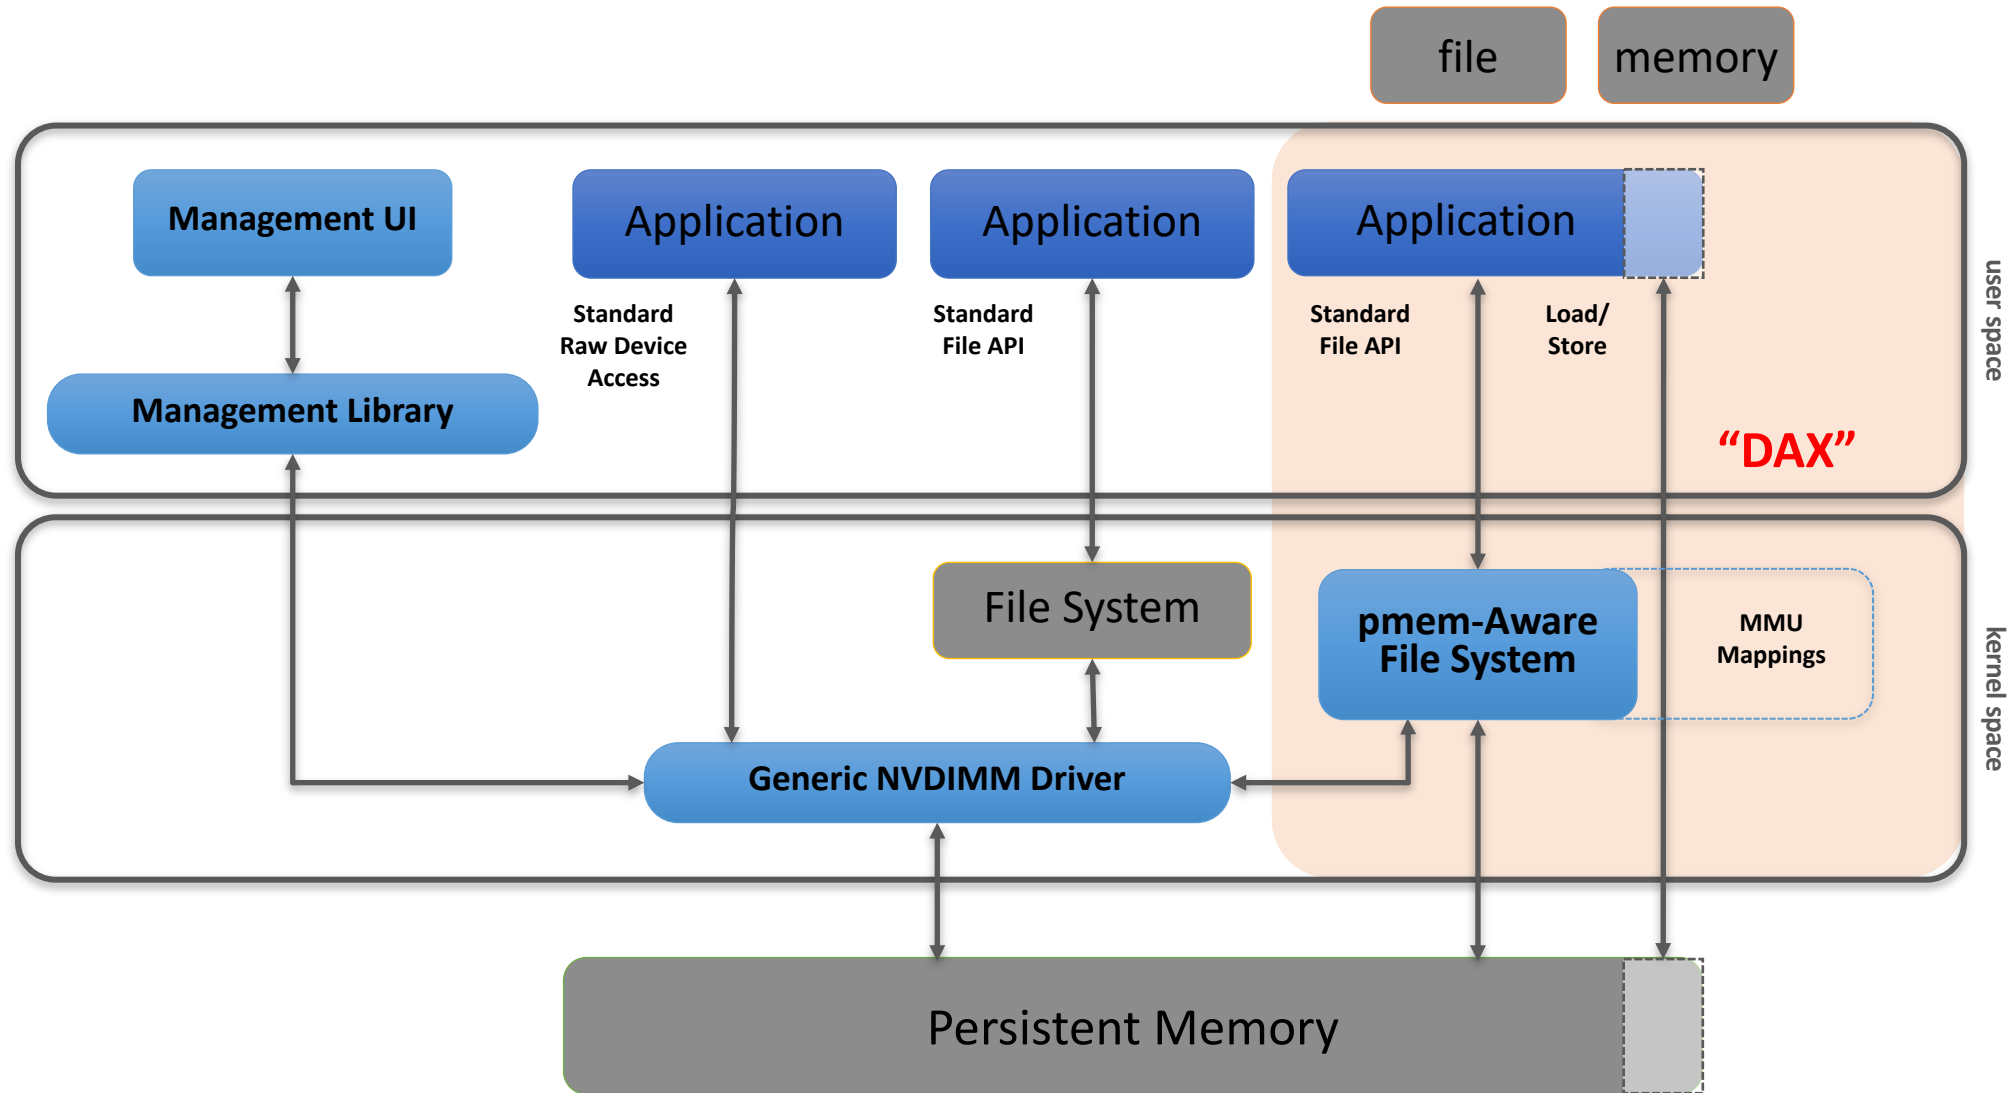 file
memory
Management UI
Application
Application
Application
Standard
Raw Device
Access
Standard
File API
Standard
File API
Load/
Store
user space
Management Library
“DAX”
File System
pmem-Aware
File System
MMU
Mappings
kernel space
Generic NVDIMM Driver
Persistent Memory